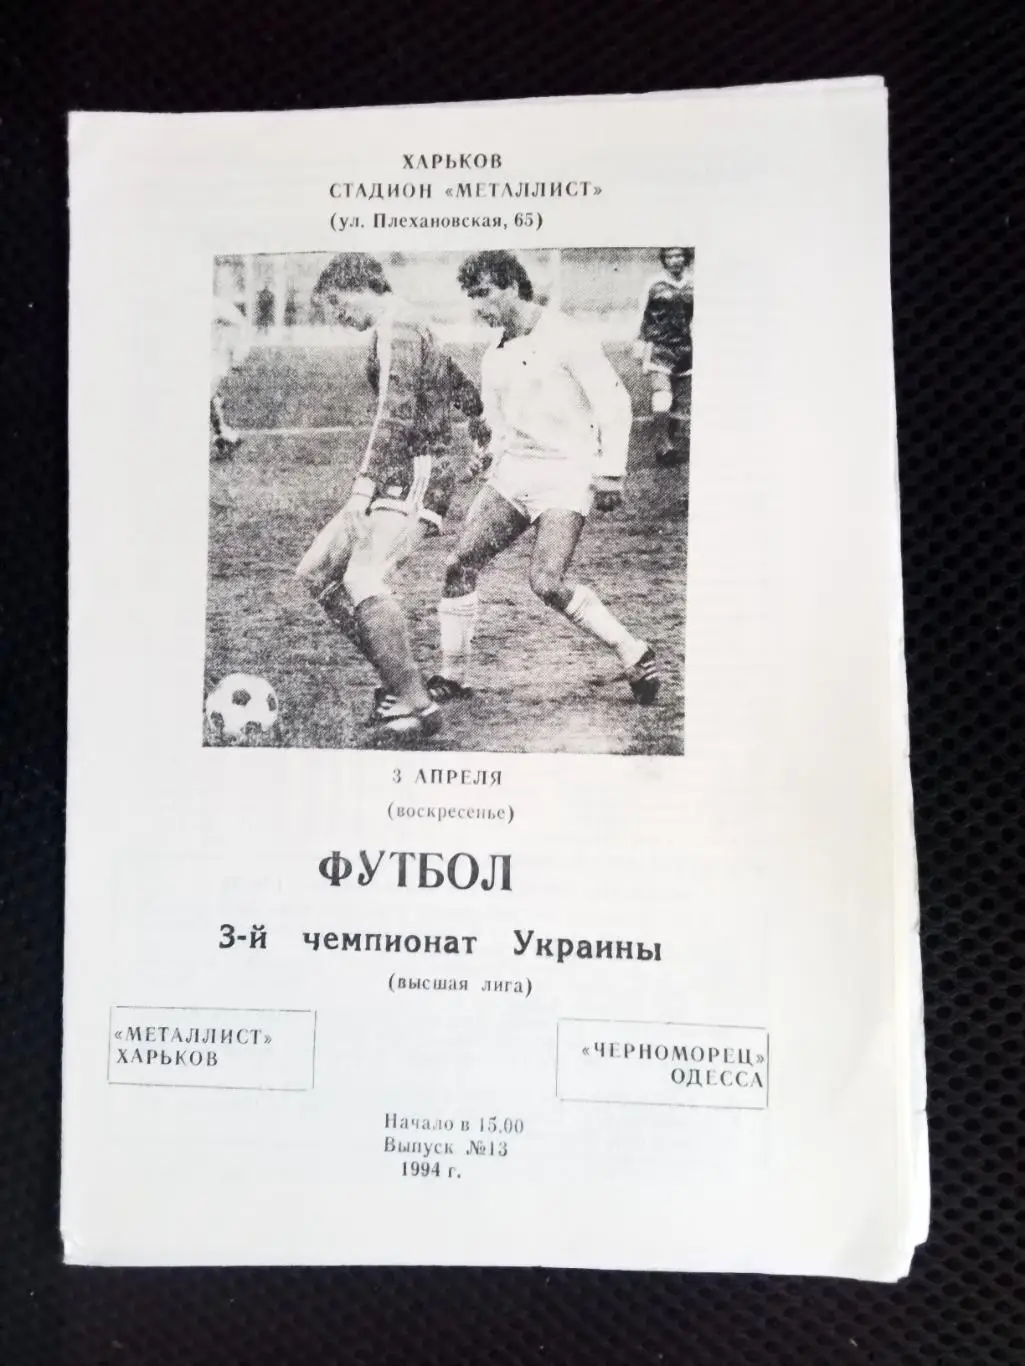 ХАРЬКОВ
СТАДИОН «МЕТАЛЛИСТ»
(ул. Плехановская, 65)
3 АПРЕЛЯ
(воскресенье)
ФУТБОЛ
3-й чемпионат Украины
(высшая лига)
«МЕТАЛЛИСТ»
ХАРЬКОВ
«ЧЕРНОМОРЕЦ»
ОДЕССА
Начало в 15.00
Выпуск №13
1994 г.